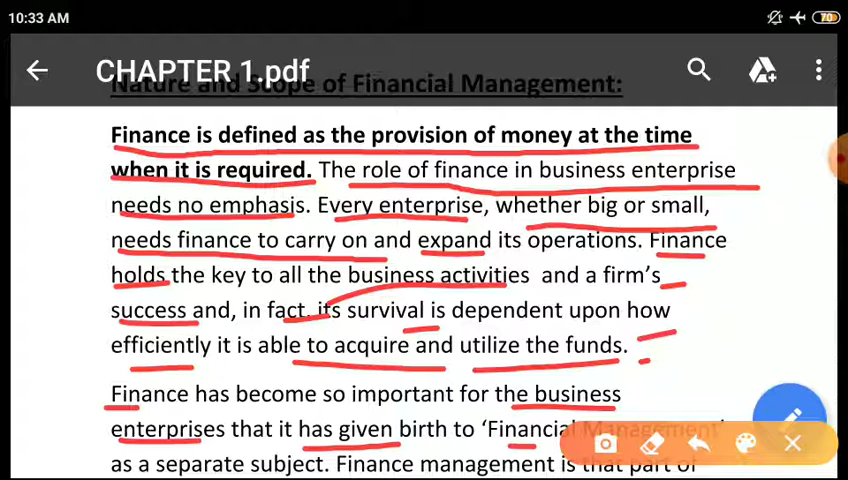 10:33 AM
70
CHAPTER 1.pdf
Nature and Scope of Financial Management:
Finance is defined as the provision of money at the time
when it is required. The role of finance in business enterprise
needs no emphasis. Every enterprise, whether big or small,
needs finance to carry on and expand its operations. Finance
holds the key to all the business activities and a firm's
success and, in fact, its survival is dependent upon how
efficiently it is able to acquire and utilize the funds.
Finance has become so important for the business
enterprises that it has given birth to ‘Financial Management’
as a separate subject. Finance management is that part of